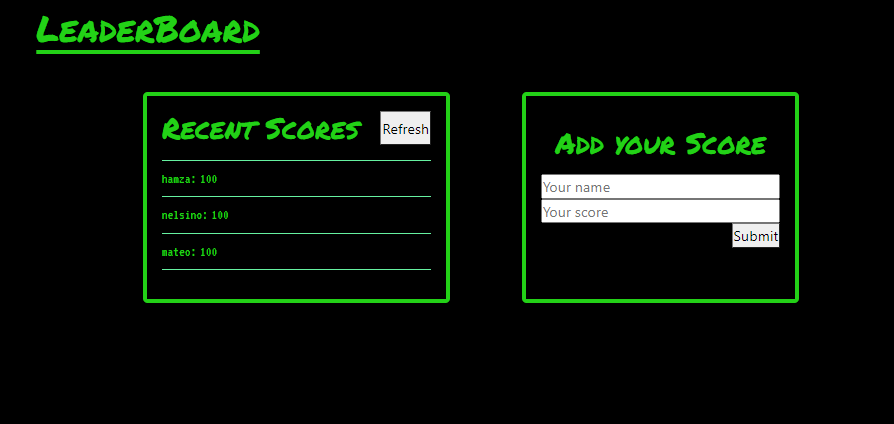 LeaderBoard
Recent Scores
Refresh
hamza: 100
nelsino: 100
mateo: 100
Add your Score
Your name
Your score
Submit